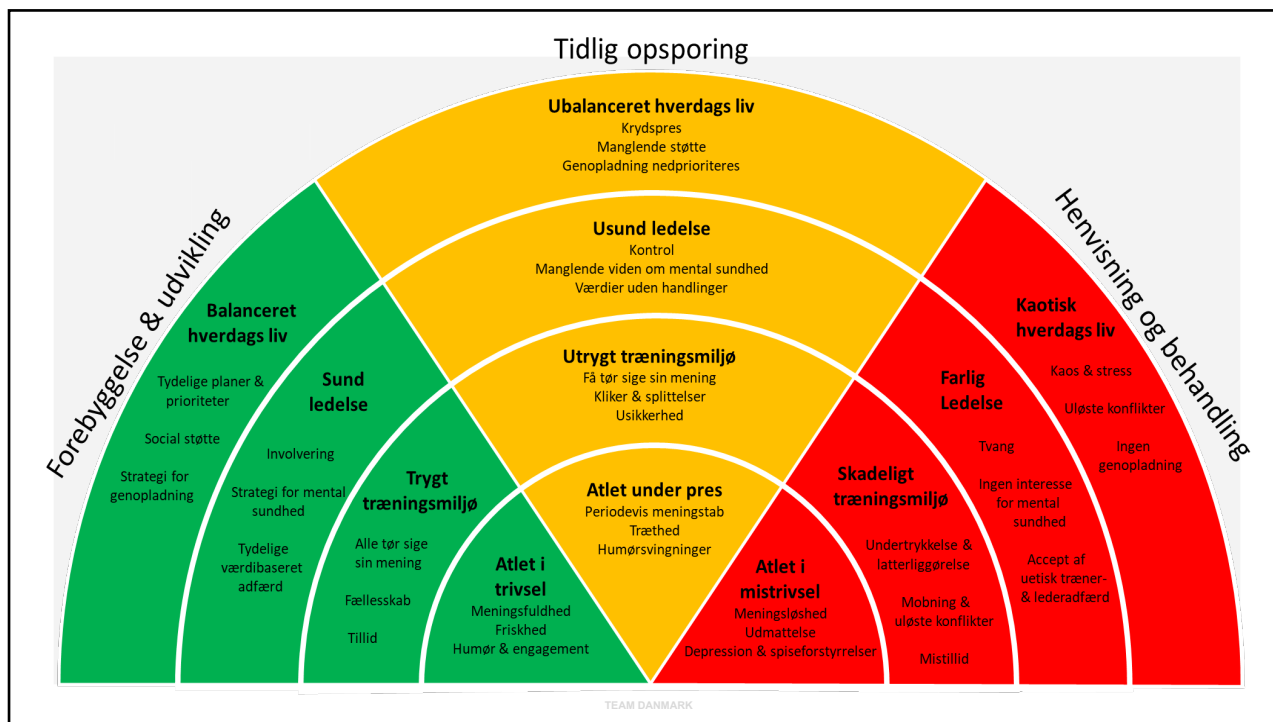 Tidlig opsporing
Forebyggelse & udvikling
Henvisning og behandling
Ubalanceret hverdags liv
Krydspres
Manglende støtte
Genopladning nedprioriteres
Usund ledelse
Kontrol
Manglende viden om mental sundhed
Værdier uden handlinger
Utrygt træningsmiljø
Få tør sige sin mening
Kliker & splittelser
Usikkerhed
Atlet under pres
Periodevis meningstab
Træthed
Humørsvingninger
Balanceret
hverdags liv
Tydelige planer &
prioriteter
Social støtte
Strategi for
genopladning
Sund
ledelse
Involvering
Strategi for mental
sundhed
Tydelige
værdibaseret
adfærd
Trygt
træningsmiljø
Alle tør sige
sin mening
Fællesskab
Tillid
Atlet i
trivsel
Meningsfuldhed
Friskhed
Humør & engagement
Atlet i
mistrivsel
Meningsløshed
Udmattelse
Depression & spiseforstyrrelser
Skadeligt
træningsmiljø
Undertrykkelse &
latterliggørelse
Mobning &
uløste konflikter
Mistillid
Farlig
Ledelse
Tvang
Ingen interesse
for mental
sundhed
Accept af
uetisk træner-
& lederadfærd
Kaotisk
hverdags liv
Kaos & stress
Uløste konflikter
Ingen
genopladning
TEAM DANMARK